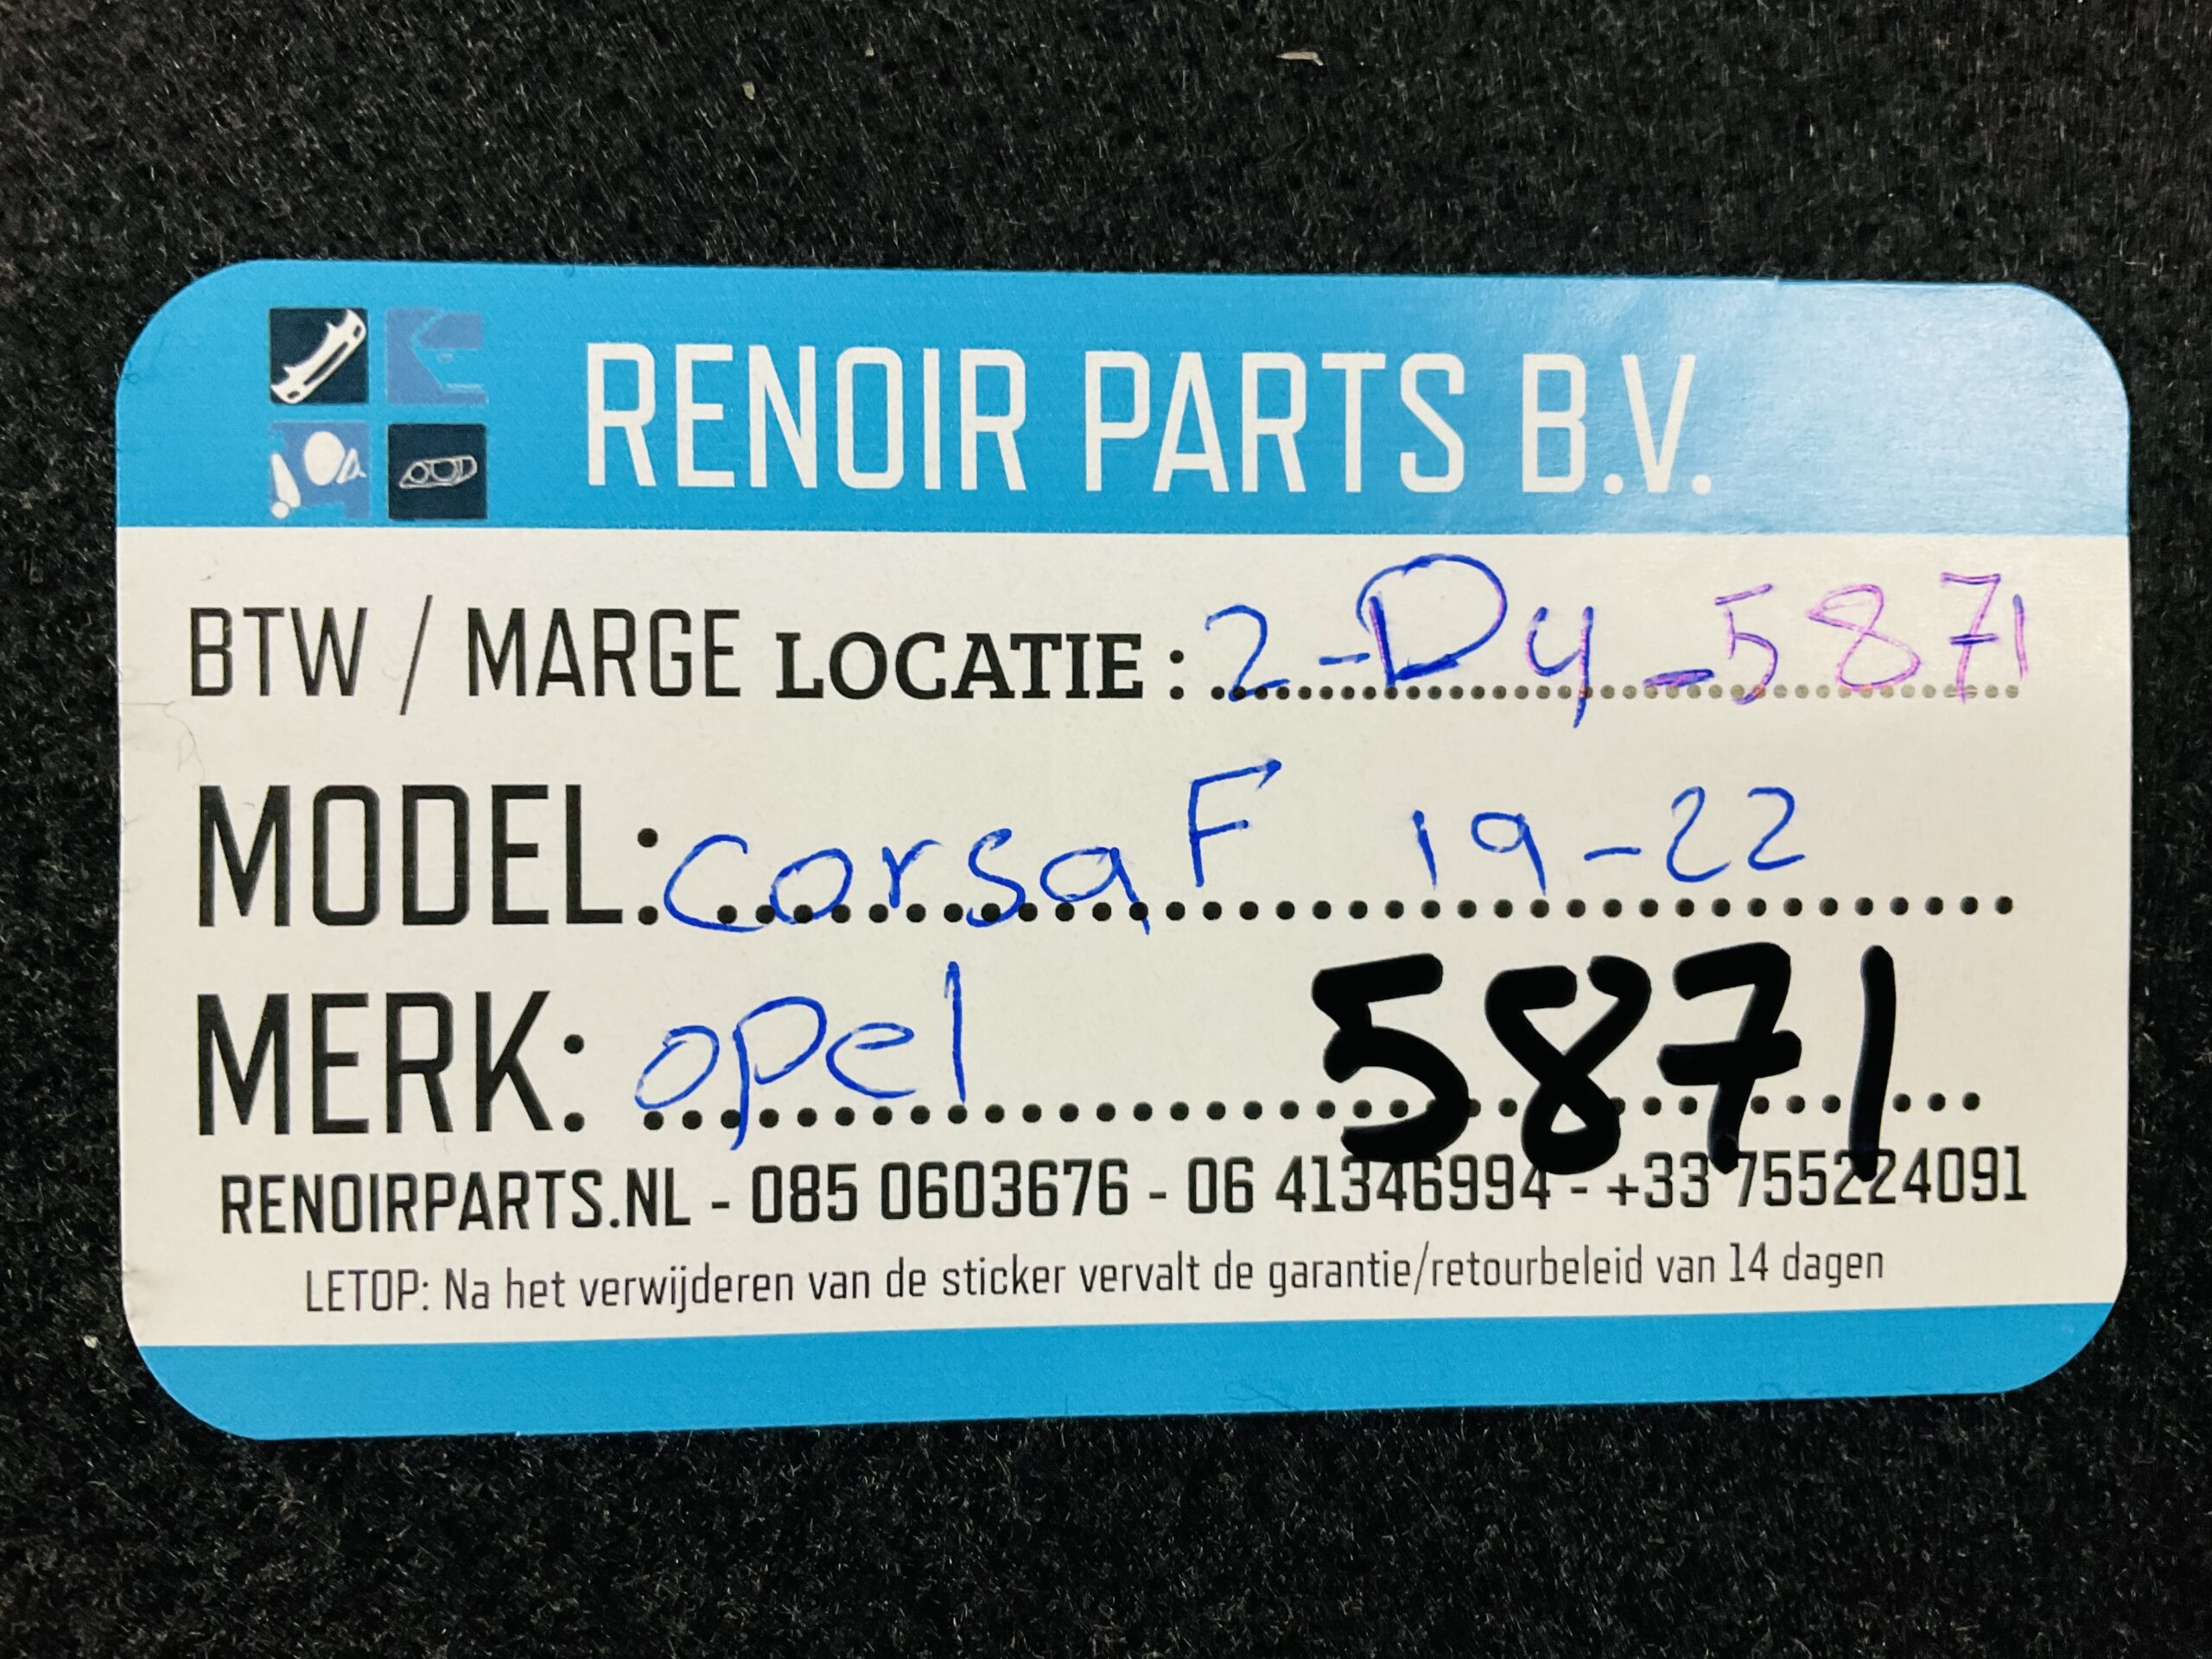 RENOIR PARTS B.V.
BTW / MARGE LOCATIE : 2-D4-5871
MODEL: corsa F 19-22
MERK: opel 5871
RENOIRPARTS.NL - 085 0603676 - 06 41346994 - +33 755224091
LETOP: Na het verwijderen van de sticker vervalt de garantie/retourbeleid van 14 dagen